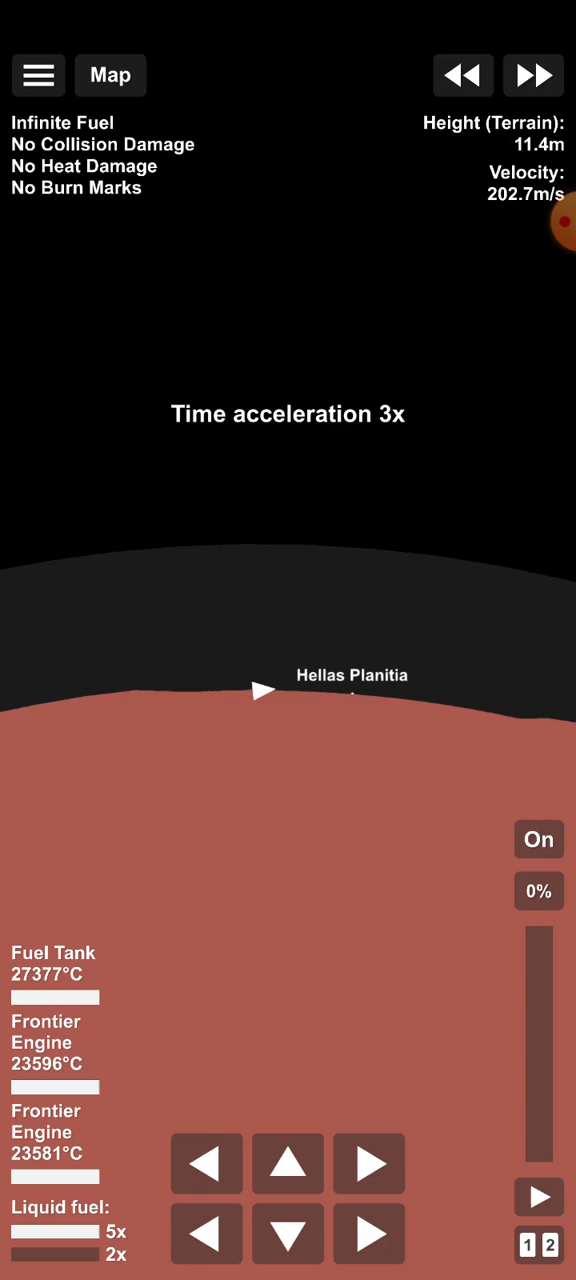 Map
Infinite Fuel
No Collision Damage
No Heat Damage
No Burn Marks
Height (Terrain):
11.4m
Velocity:
202.7m/s
Time acceleration 3x
Hellas Planitia
On
0%
Fuel Tank
27377°C
Frontier
Engine
23596°C
Frontier
Engine
23581°C
Liquid fuel:
5x
2x
1 2